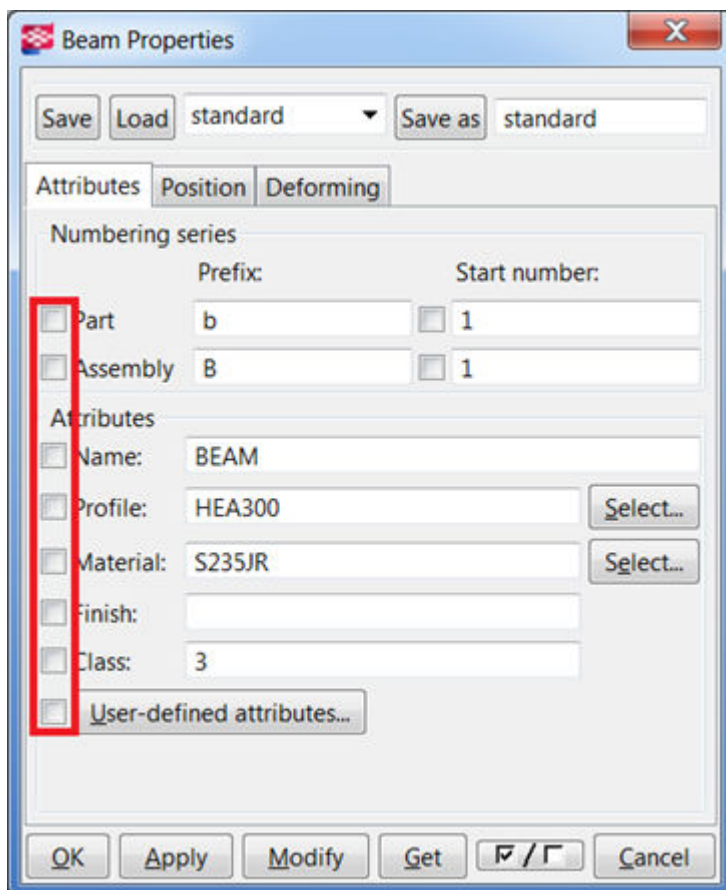 Beam Properties
Save Load standard Save as standard
Attributes Position Deforming
Numbering series
Prefix: Start number:
Part b 1
Assembly B 1
Attributes
Name: BEAM
Profile: HEA300 Select...
Material: S235JR Select...
Finish:
Class: 3
User-defined attributes...
OK Apply Modify Get / Cancel